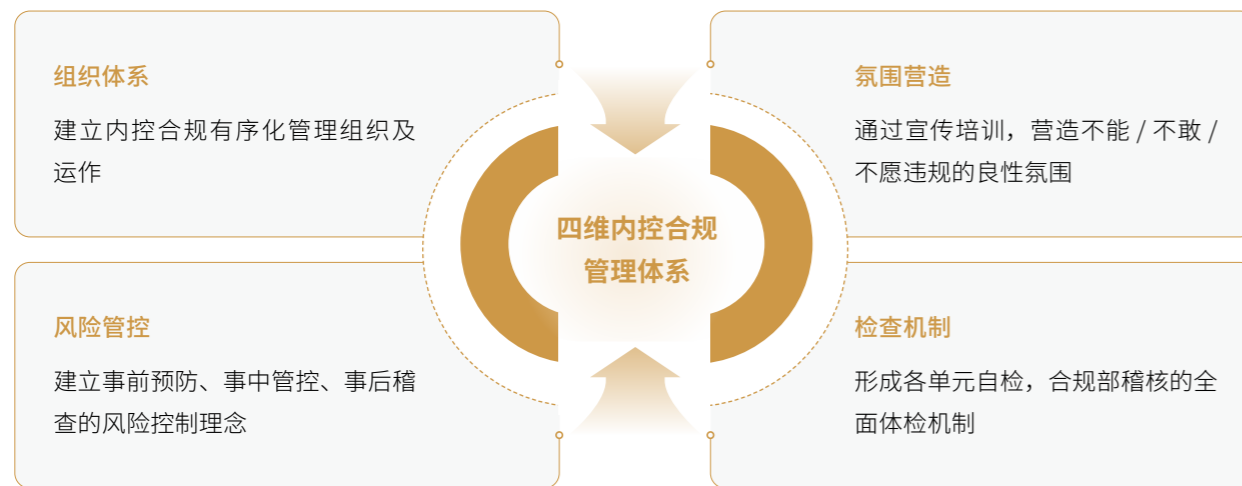 组织体系
建立内控合规有序化管理组织及
运作
氛围营造
通过宣传培训，营造不能 / 不敢 /
不愿违规的良性氛围
四维内控合规
管理体系
风险管控
建立事前预防、事中管控、事后稽
查的风险控制理念
检查机制
形成各单元自检，合规部稽核的全
面体检机制